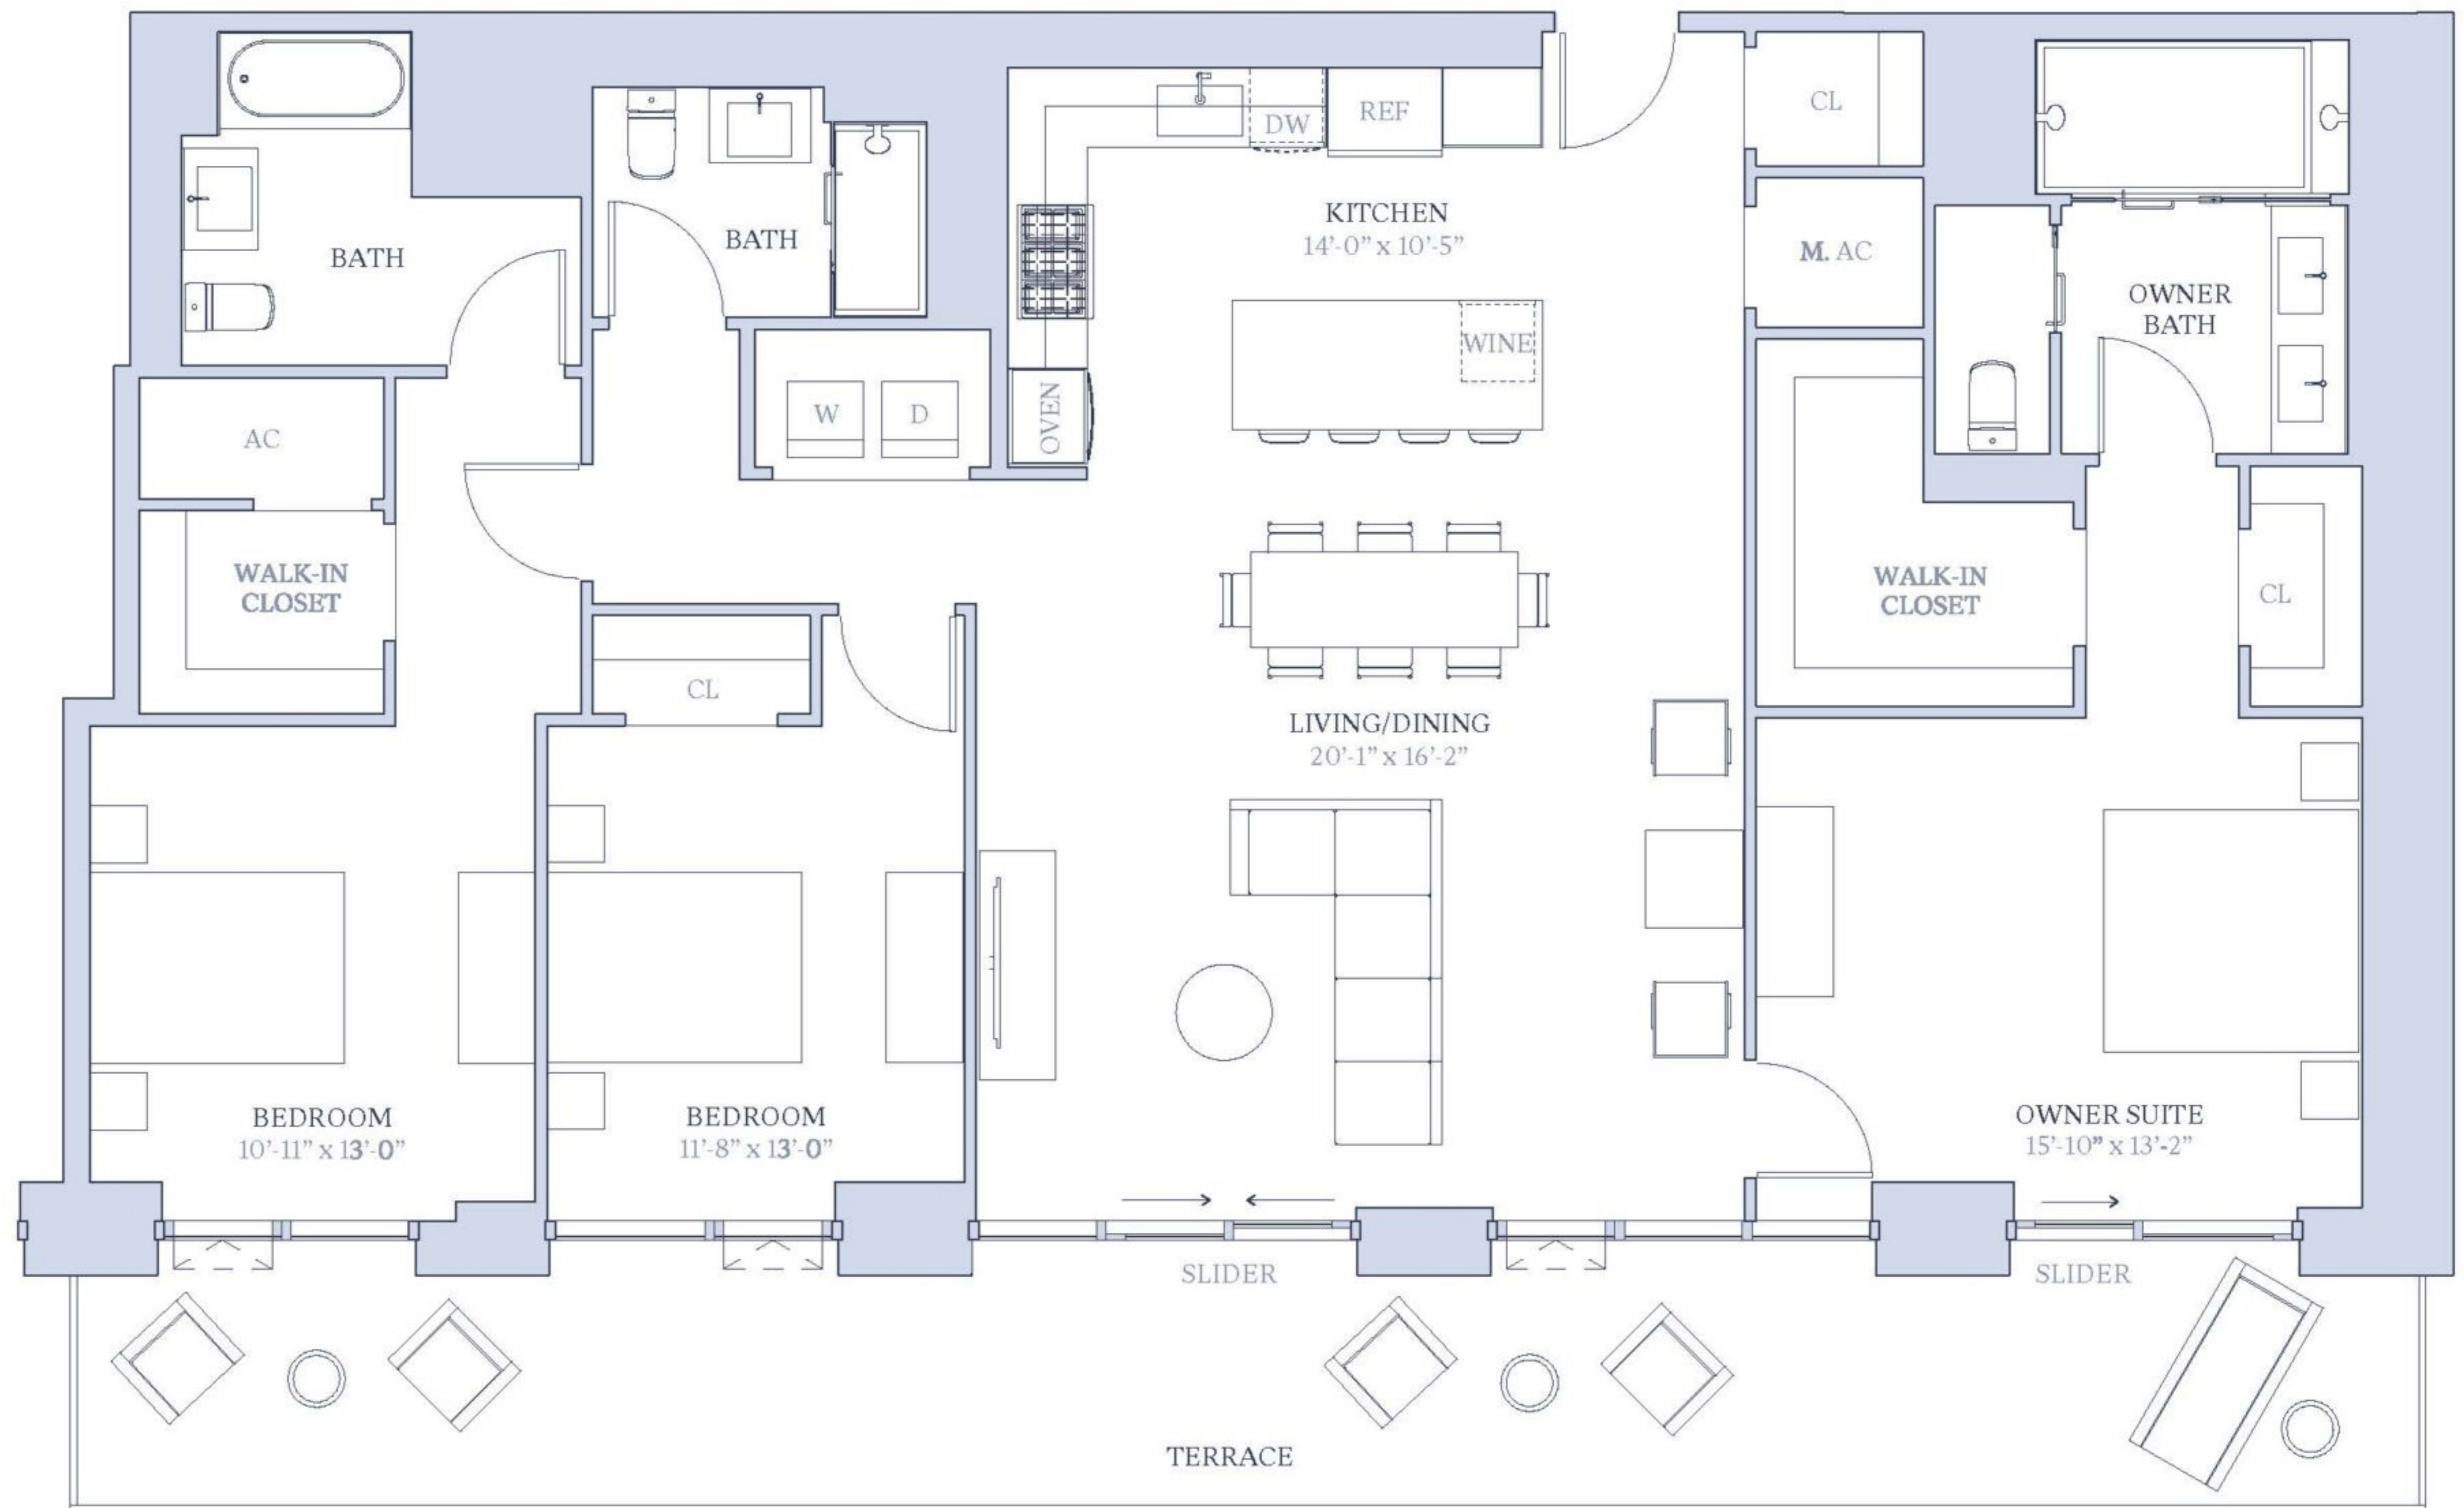 CL
DW
REF
KITCHEN
14’-0” x 10’-5”
BATH
BATH
M. AC
OWNER
BATH
WINE
W
D
OVEN
AC
WALK-IN
CLOSET
WALK-IN
CLOSET
CL
CL
LIVING/DINING
20’-1” x 16’-2”
BEDROOM
10’-11” x 13’-0”
BEDROOM
11’-8” x 13’-0”
OWNER SUITE
15’-10” x 13’-2”
SLIDER
SLIDER
TERRACE